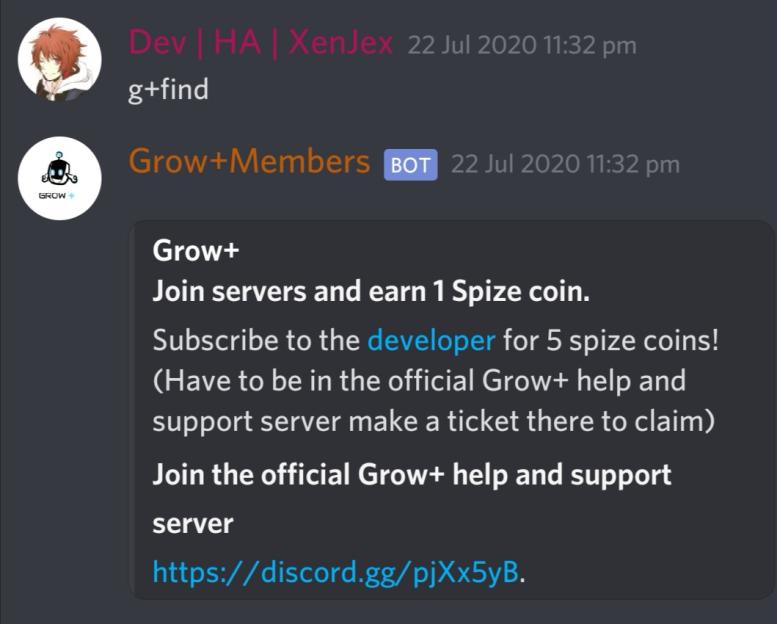 Dev | HA | XenJex 22 Jul 2020 11:32 pm
g+find
Grow+Members BOT 22 Jul 2020 11:32 pm
GROW +
Grow+
Join servers and earn 1 Spize coin.
Subscribe to the developer for 5 spize coins!
(Have to be in the official Grow+ help and
support server make a ticket there to claim)
Join the official Grow+ help and support
server
https://discord.gg/pjXx5yB.